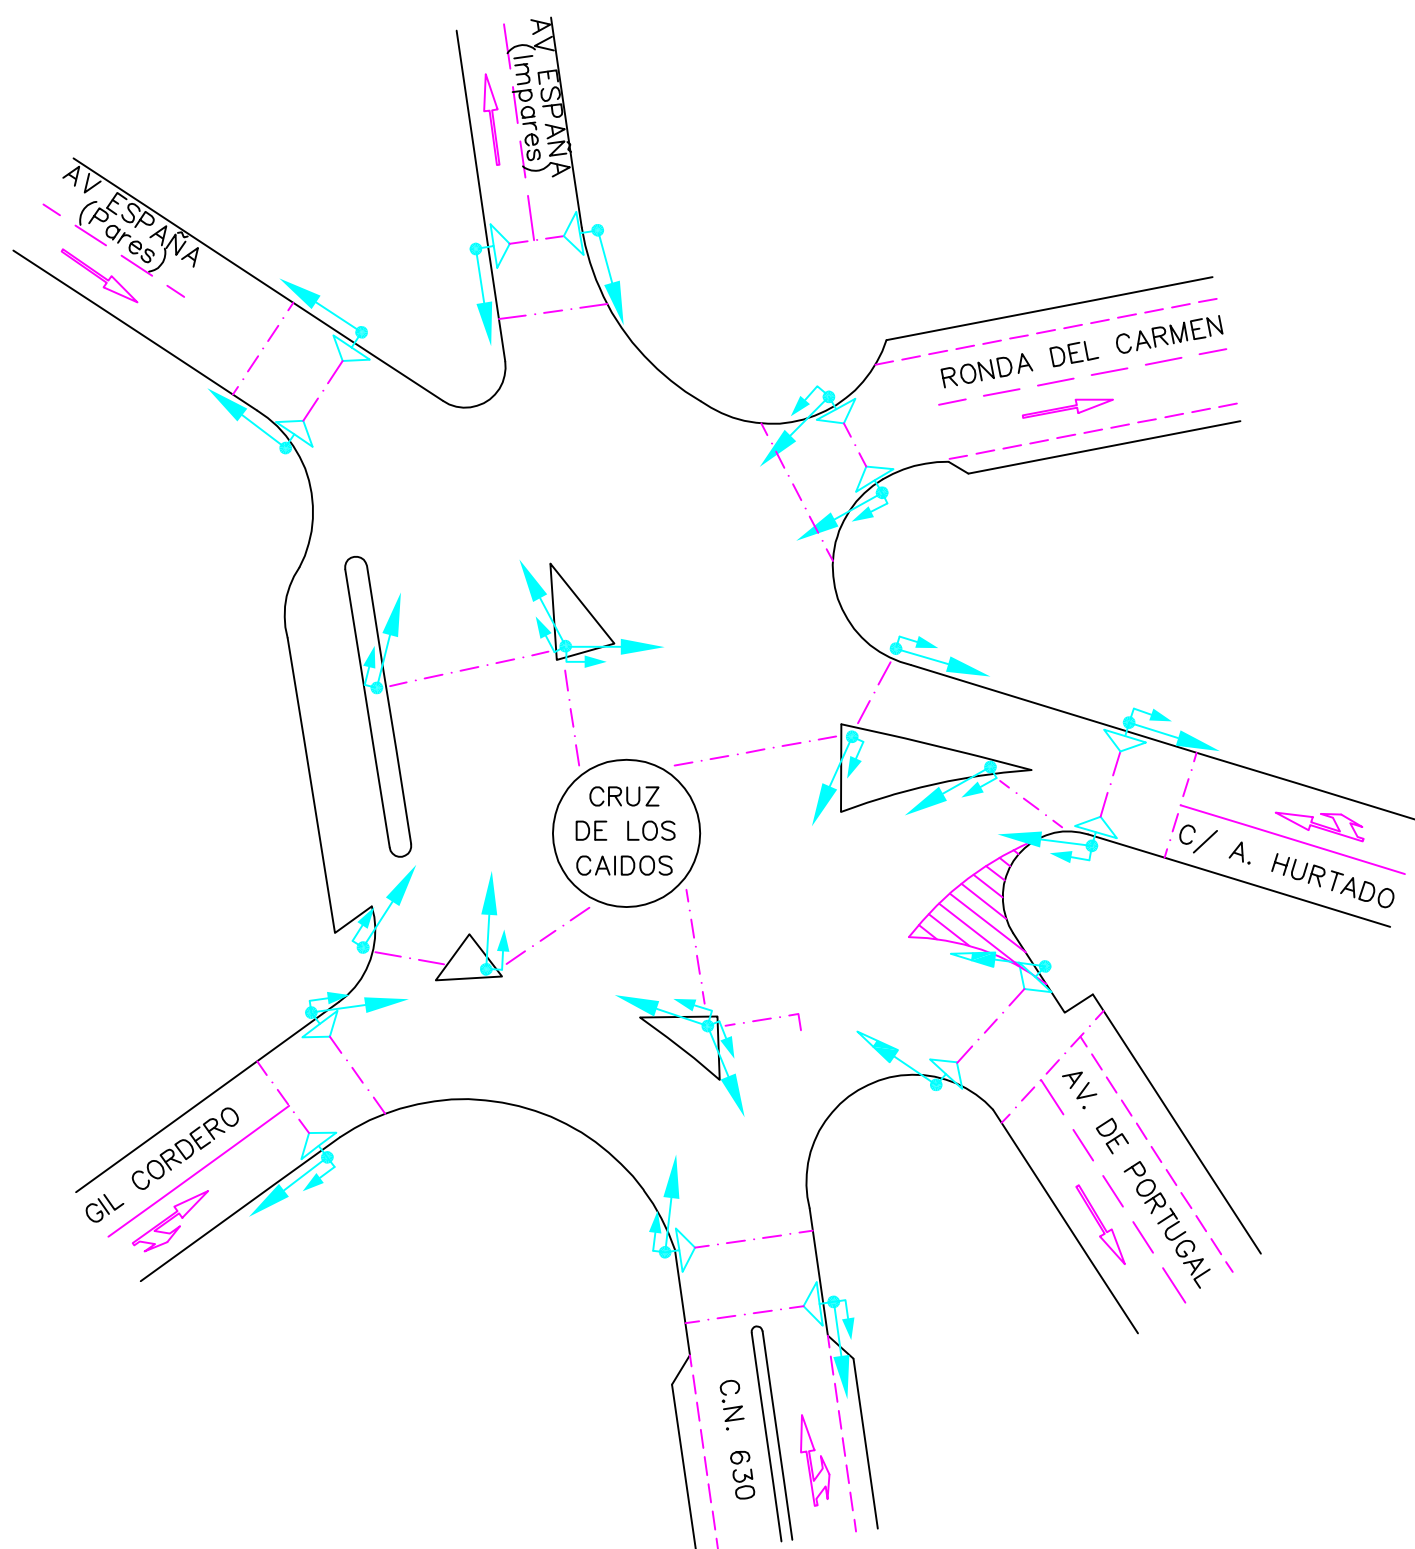 AV ESPAÑA
(Impares)
AV ESPAÑA
(Pares)
RONDA DEL CARMEN
CRUZ
DE LOS
CAIDOS
C/ A. HURTADO
GIL CORDERO
AV. DE PORTUGAL
C.N. 630